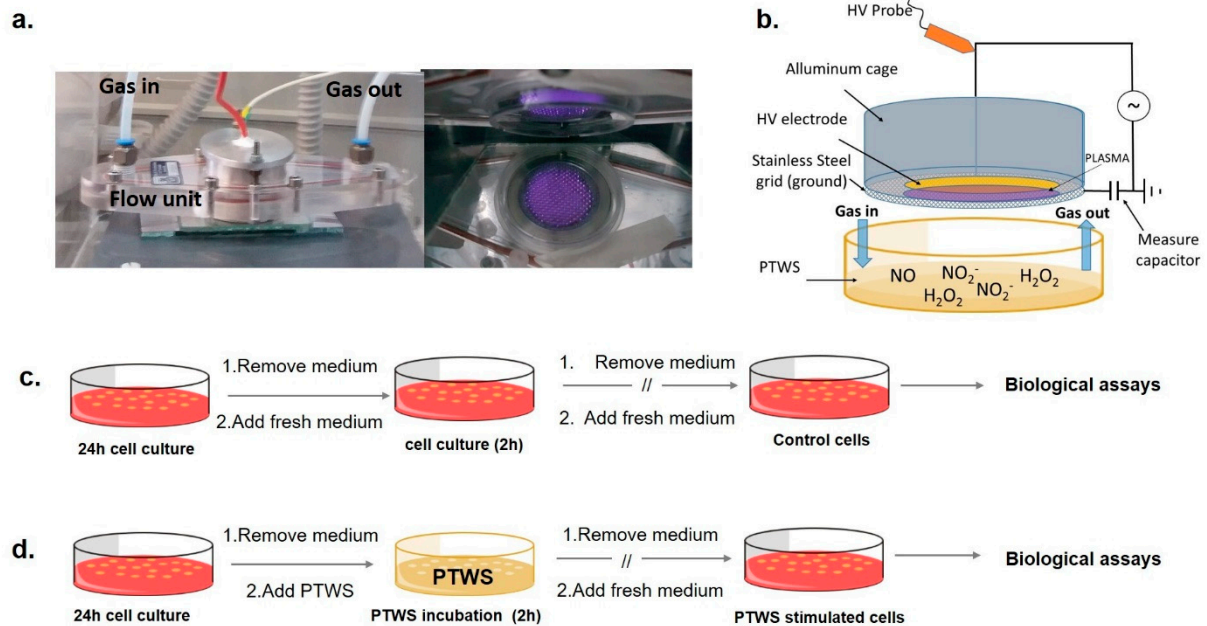 a.
Gas in
Gas out
Flow unit
b.
HV Probe
Alluminum cage
HV electrode
Stainless Steel
grid (ground)
PLASMA
~
Gas in
Gas out
Measure
capacitor
PTWS
NO NO₂⁻ H₂O₂
H₂O₂ NO₂⁻
c.
1.Remove medium
2.Add fresh medium
24h cell culture
cell culture (2h)
1. Remove medium
//
2. Add fresh medium
Control cells
Biological assays
d.
1.Remove medium
2.Add PTWS
24h cell culture
PTWS
PTWS incubation (2h)
1.Remove medium
//
2.Add fresh medium
PTWS stimulated cells
Biological assays